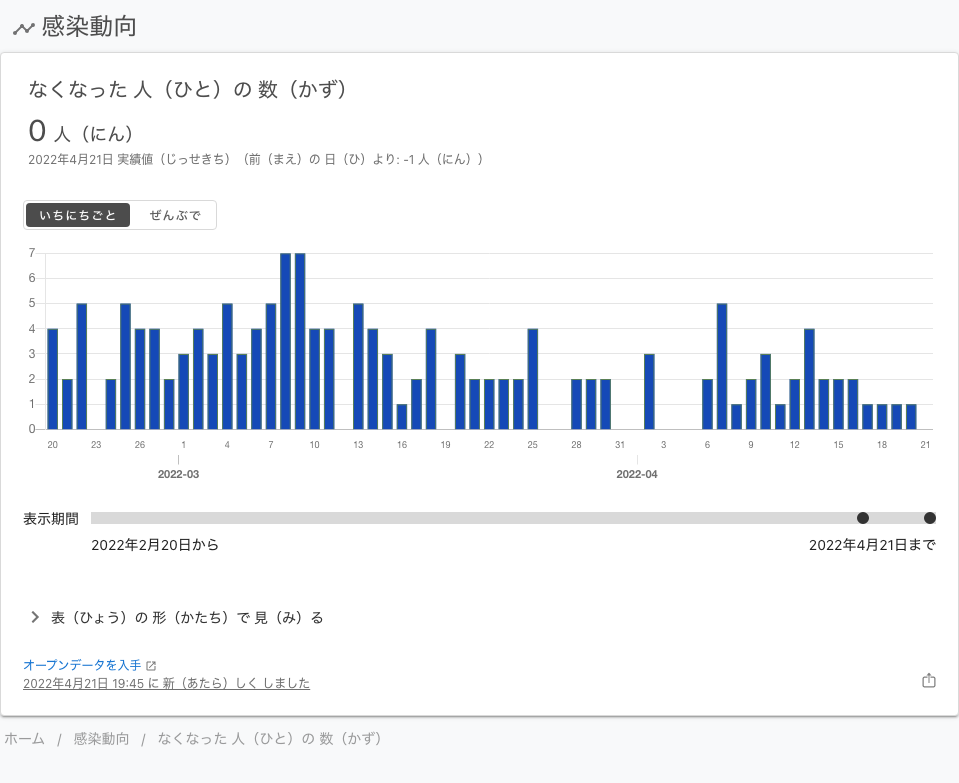 感染動向
なくなった 人（ひと）の 数（かず）
0 人（にん）
2022年4月21日 実績値（じっせきち）（前（まえ）の 日（ひ）より: -1 人（にん））
いちにちごと ぜんぶで
7
6
5
4
3
2
1
0
20 23 26 1 4 7 10 13 16 19 22 25 28 31 3 6 9 12 15 18 21
2022-03 2022-04
表示期間
2022年2月20日から 2022年4月21日まで
表（ひょう）の 形（かたち）で 見（み）る
オープンデータを入手
2022年4月21日 19:45 に 新（あたら）しく しました
ホーム / 感染動向 / なくなった 人（ひと）の 数（かず）